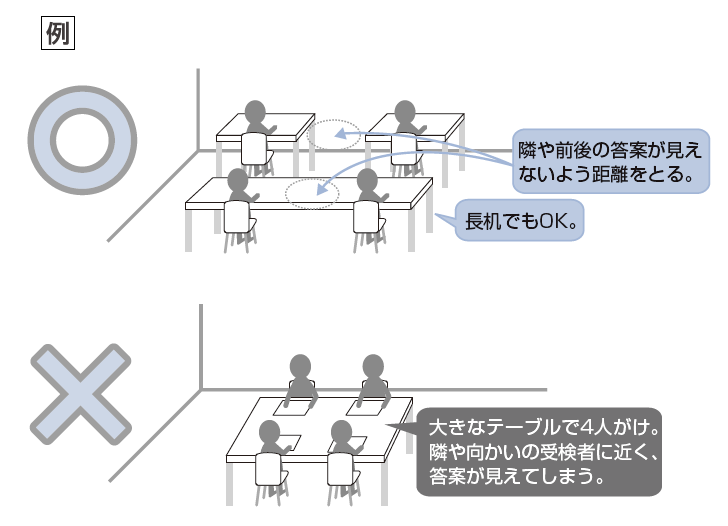 例
隣や前後の答案が見え
ないよう距離をとる。
長机でもOK。
大きなテーブルで4人がけ。
隣や向かいの受検者に近く、
答案が見えてしまう。